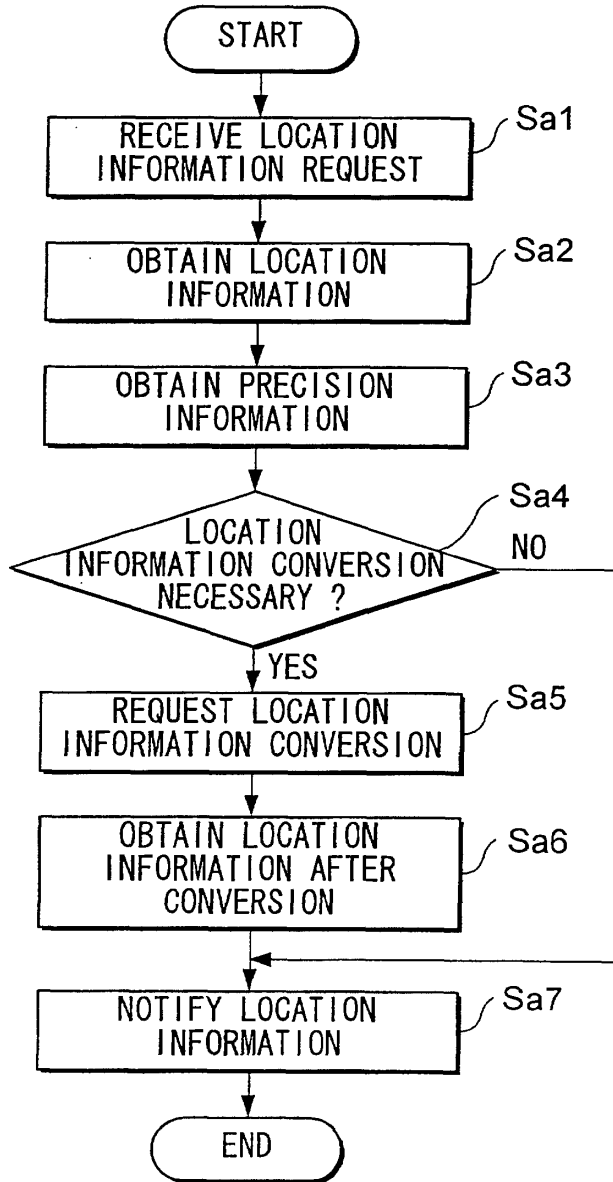 START
Sa1
RECEIVE LOCATION
INFORMATION REQUEST
Sa2
OBTAIN LOCATION
INFORMATION
Sa3
OBTAIN PRECISION
INFORMATION
Sa4
LOCATION
INFORMATION CONVERSION
NECESSARY ?
NO
YES
Sa5
REQUEST LOCATION
INFORMATION CONVERSION
Sa6
OBTAIN LOCATION
INFORMATION AFTER
CONVERSION
Sa7
NOTIFY LOCATION
INFORMATION
END